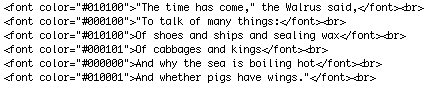 <font color="#010100">"The time has come," the Walrus said,</font><br>
<font color="#000100">"To talk of many things:</font><br>
<font color="#010100">Of shoes and ships and sealing wax</font><br>
<font color="#000101">Of cabbages and kings</font><br>
<font color="#000000">And why the sea is boiling hot</font><br>
<font color="#010001">And whether pigs have wings."</font><br>